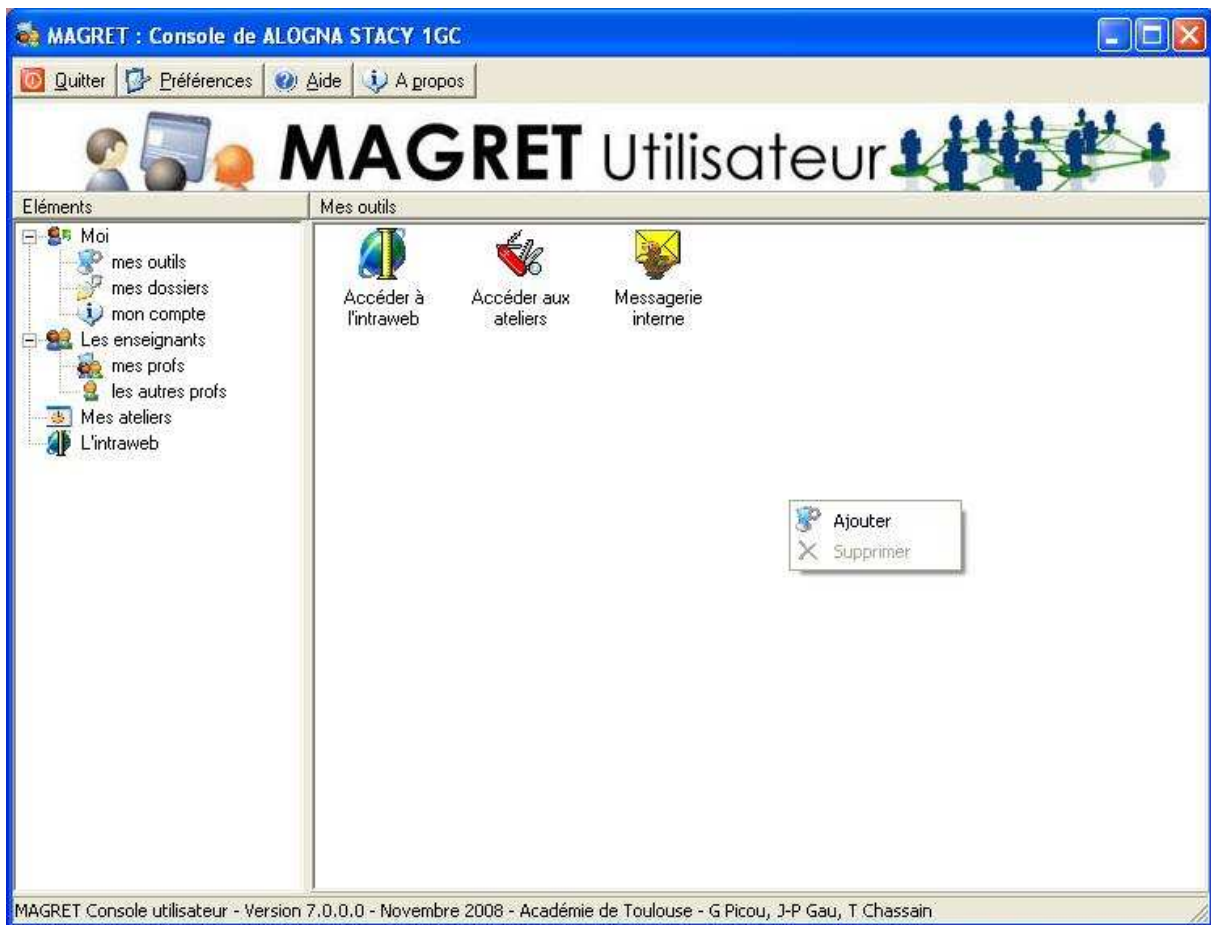 MAGRET : Console de ALOGNA STACY 1GC
Quitter Préférences Aide A propos
MAGRET Utilisateur
Eléments Mes outils
Moi
mes outils
mes dossiers
mon compte
Les enseignants
mes profs
les autres profs
Mes ateliers
L'intraweb
Accéder à
l'intraweb
Accéder aux
ateliers
Messagerie
interne
Ajouter
Supprimer
MAGRET Console utilisateur - Version 7.0.0.0 - Novembre 2008 - Académie de Toulouse - G Picou, J-P Gau, T Chassain